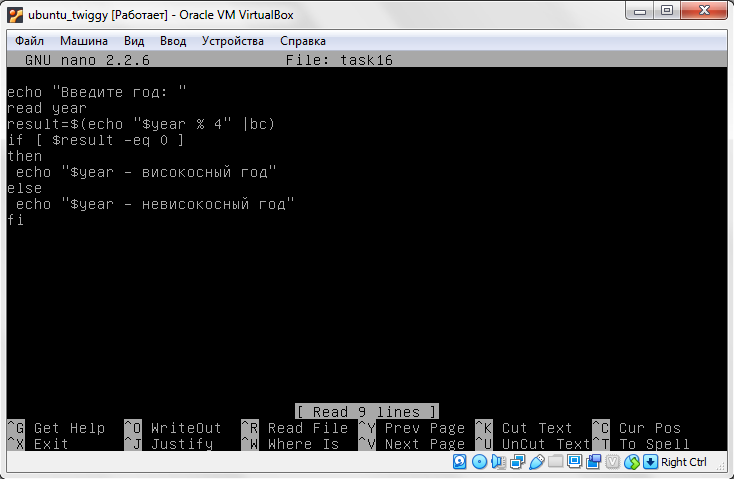 ubuntu_twiggy [Работает] - Oracle VM VirtualBox
Файл Машина Вид Ввод Устройства Справка
GNU nano 2.2.6 File: task16
echo "Введите год: "
read year
result=$(echo "$year % 4" |bc)
if [ $result -eq 0 ]
then
 echo "$year - високосный год"
else
 echo "$year - невисокосный год"
fi
[ Read 9 lines ]
^G Get Help ^O WriteOut ^R Read File ^Y Prev Page ^K Cut Text ^C Cur Pos
^X Exit ^J Justify ^W Where Is ^V Next Page ^U UnCut Text ^T To Spell
Right Ctrl